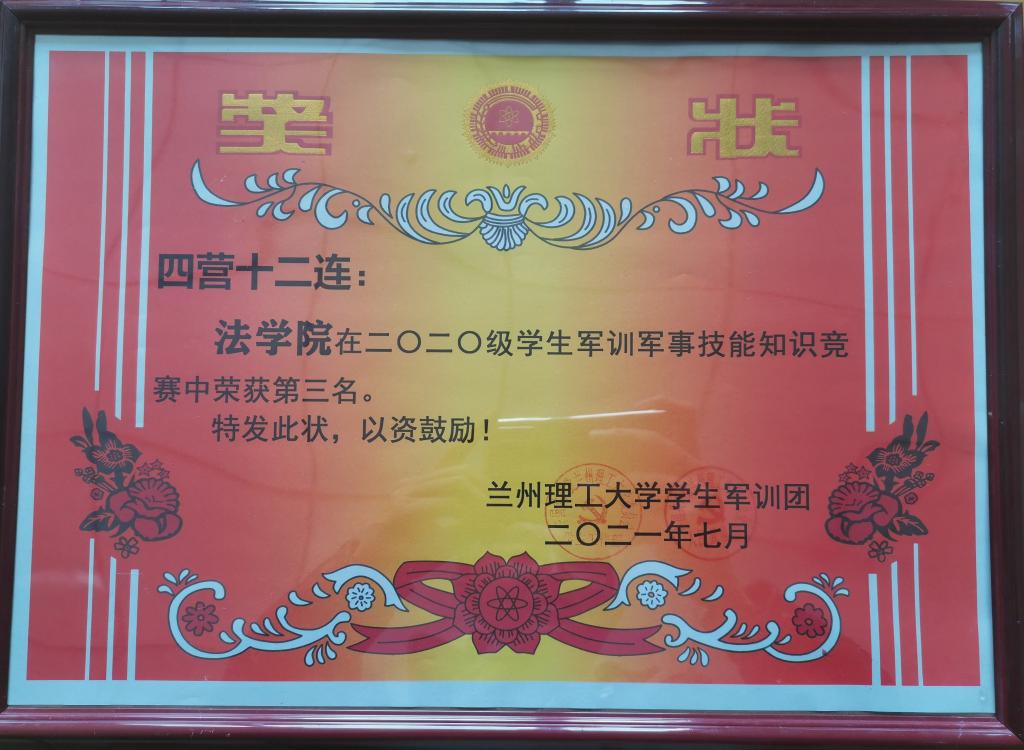 奖状
四营十二连：
法学院在二〇二〇级学生军训军事技能知识竞
赛中荣获第三名。
特发此状，以资鼓励！
兰州理工大学学生军训团
二〇二一年七月